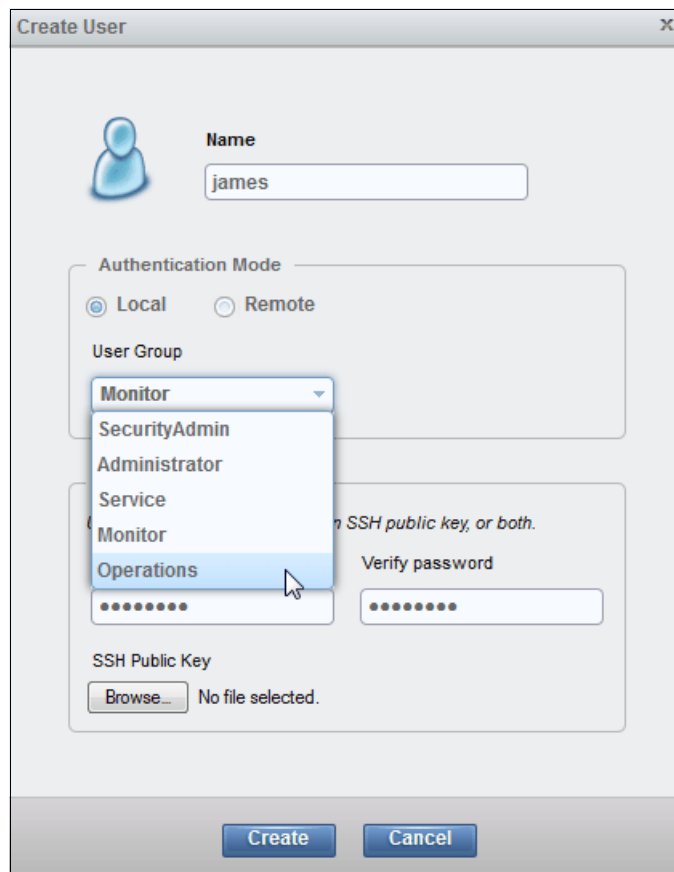 Create User
x
Name
james
Authentication Mode
Local Remote
User Group
Monitor
SecurityAdmin
Administrator
Service
Monitor
Operations
SSH public key, or both.
Verify password
●●●●●●●● ●●●●●●●●
SSH Public Key
Browse... No file selected.
Create Cancel